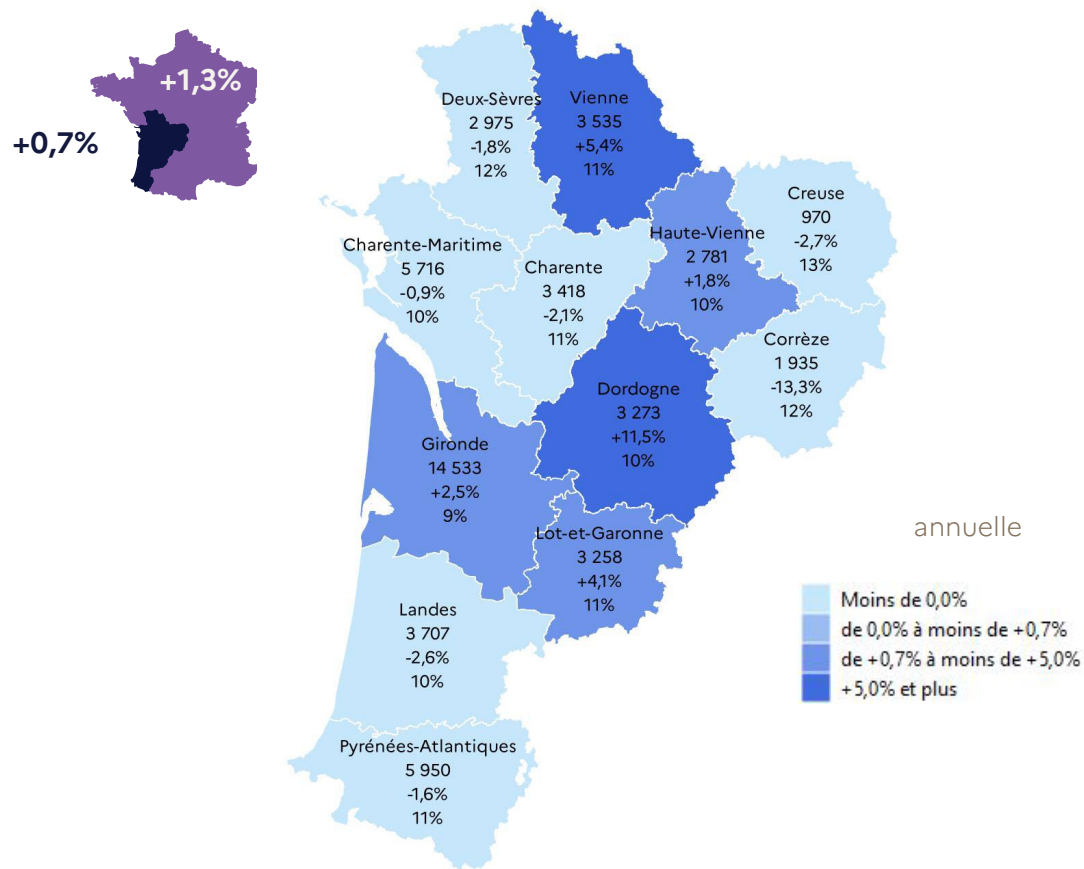 +1,3%
+0,7%
Deux-Sèvres
2 975
-1,8%
12%
Vienne
3 535
+5,4%
11%
Creuse
970
-2,7%
13%
Haute-Vienne
2 781
+1,8%
10%
Charente-Maritime
5 716
-0,9%
10%
Charente
3 418
-2,1%
11%
Corrèze
1 935
-13,3%
12%
Dordogne
3 273
+11,5%
10%
Gironde
14 533
+2,5%
9%
Lot-et-Garonne
3 258
+4,1%
11%
Landes
3 707
-2,6%
10%
Pyrénées-Atlantiques
5 950
-1,6%
11%
annuelle
Moins de 0,0%
de 0,0% à moins de +0,7%
de +0,7% à moins de +5,0%
+5,0% et plus